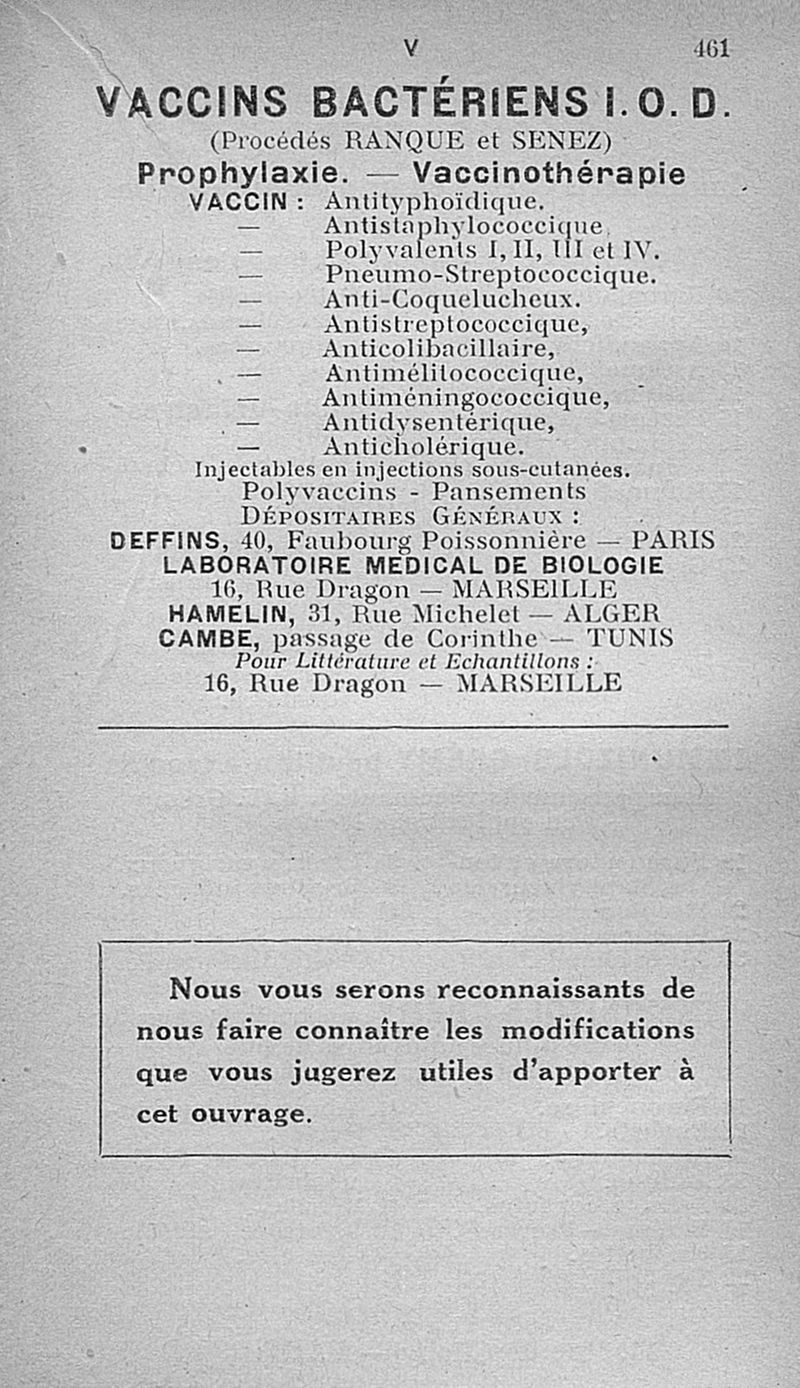 V 461
VACCINS BACTÉRIENS I. O. D.
(Procédés RANQUE et SENEZ)
Prophylaxie. — Vaccinothérapie
VACCIN : Antityphoïdique.
— Antistaphylococcique.
— Polyvalents I, II, III et IV.
— Pneumo-Streptococcique.
— Anti-Coquelucheux.
— Antistreptococcique,
— Anticolibacillaire,
— Antimélitococcique,
— Antiméningococcique,
— Antidysentérique,
— Anticholérique.
Injectables en injections sous-cutanées.
Polyvaccins - Pansements
DÉPOSITAIRES GÉNÉRAUX :
DEFFINS, 40, Faubourg Poissonnière — PARIS
LABORATOIRE MEDICAL DE BIOLOGIE
16, Rue Dragon — MARSEILLE
HAMELIN, 31, Rue Michelet — ALGER
CAMBE, passage de Corinthe — TUNIS
Pour Littérature et Echantillons :
16, Rue Dragon — MARSEILLE
Nous vous serons reconnaissants de
nous faire connaître les modifications
que vous jugerez utiles d'apporter à
cet ouvrage.